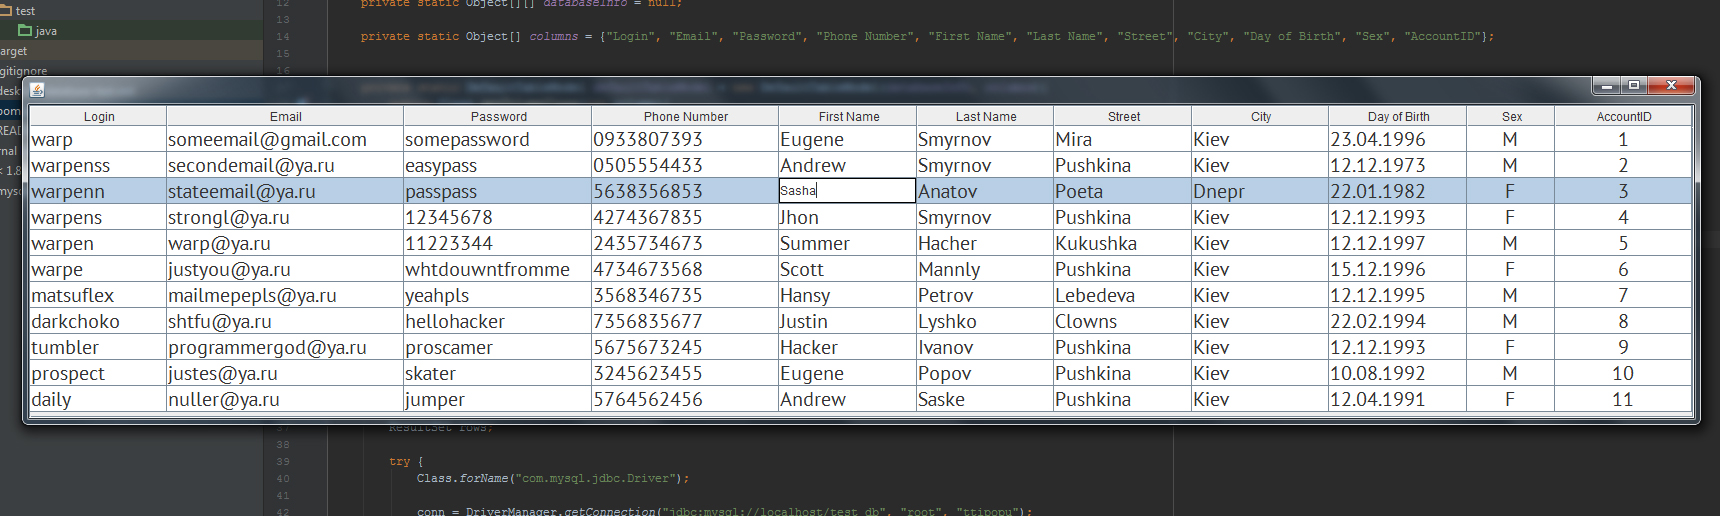 test
java
arget
gitignore
desk
pom
READ
rnal
< 1.8
mysq
12 private static Object[][] databaseInfo = null;
13
14 private static Object[] columns = {"Login", "Email", "Password", "Phone Number", "First Name", "Last Name", "Street", "City", "Day of Birth", "Sex", "AccountID"};
15
16
Login Email Password Phone Number First Name Last Name Street City Day of Birth Sex AccountID
warp someemail@gmail.com somepassword 0933807393 Eugene Smyrnov Mira Kiev 23.04.1996 M 1
warpenss secondemail@ya.ru easypass 0505554433 Andrew Smyrnov Pushkina Kiev 12.12.1973 M 2
warpenn stateemail@ya.ru passpass 5638356853 Sasha Anatov Poeta Dnepr 22.01.1982 F 3
warpens strongl@ya.ru 12345678 4274367835 Jhon Smyrnov Pushkina Kiev 12.12.1993 F 4
warpen warp@ya.ru 11223344 2435734673 Summer Hacher Kukushka Kiev 12.12.1997 M 5
warpe justyou@ya.ru whtdouwntfromme 4734673568 Scott Mannly Pushkina Kiev 15.12.1996 F 6
matsuflex mailmepepls@ya.ru yeahpls 3568346735 Hansy Petrov Lebedeva Kiev 12.12.1995 M 7
darkchoko shtfu@ya.ru hellohacker 7356835677 Justin Lyshko Clowns Kiev 22.02.1994 M 8
tumbler programmergod@ya.ru proscamer 5675673245 Hacker Ivanov Pushkina Kiev 12.12.1993 F 9
prospect justes@ya.ru skater 3245623455 Eugene Popov Pushkina Kiev 10.08.1992 M 10
daily nuller@ya.ru jumper 5764562456 Andrew Saske Pushkina Kiev 12.04.1991 F 11
37 ResultSet rows;
38
39 try {
40 Class.forName("com.mysql.jdbc.Driver");
41
42 conn = DriverManager.getConnection("jdbc:mysql://localhost/test_db", "root", "ttipopu");